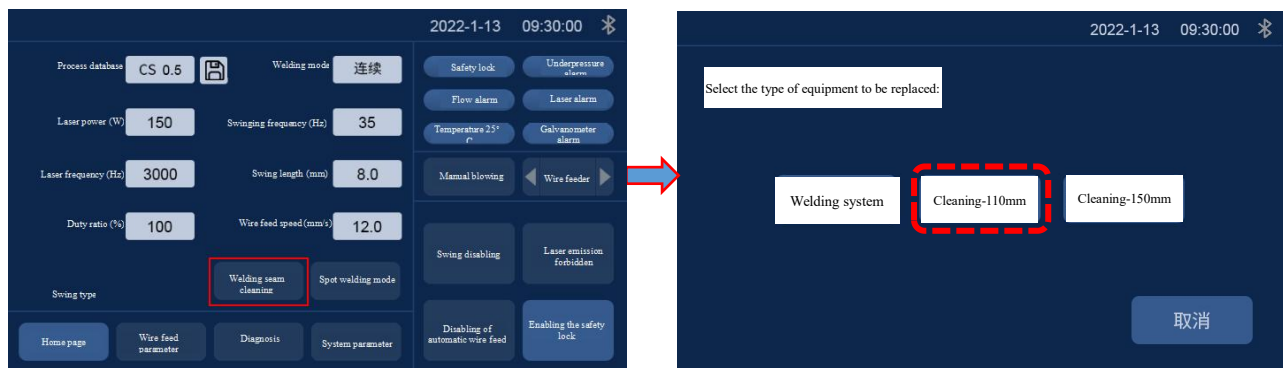 2022-1-13 09:30:00
Process database CS 0.5 Welding mode 连续
Safety lock Underpressure
alarm
Laser power (W) 150 Swinging frequency (Hz) 35
Flow alarm Laser alarm
Temperature 25°
C
Galvanometer
alarm
Laser frequency (Hz) 3000 Swing length (mm) 8.0
Manual blowing Wire feeder
Duty ratio (%) 100 Wire feed speed(mm/s) 12.0
Swing disabling Laser emission
forbidden
Swing type
Welding seam
cleaning
Spot welding mode
Home page
Wire feed
parameter
Diagnosis
System parameter
Disabling of
automatic wire feed
Enabling the safety
lock
2022-1-13 09:30:00
Select the type of equipment to be replaced:
Welding system Cleaning-110mm Cleaning-150mm
取消